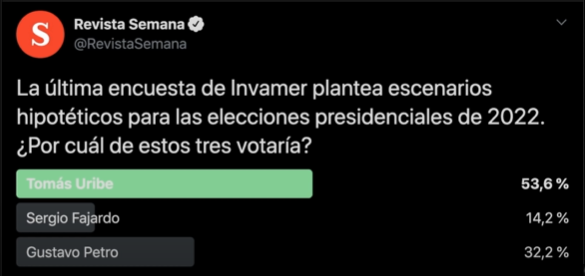 S
Revista Semana
@RevistaSemana
La última encuesta de Invamer plantea escenarios
hipotéticos para las elecciones presidenciales de 2022.
¿Por cuál de estos tres votaría?
Tomás Uribe 53,6 %
Sergio Fajardo 14,2 %
Gustavo Petro 32,2 %